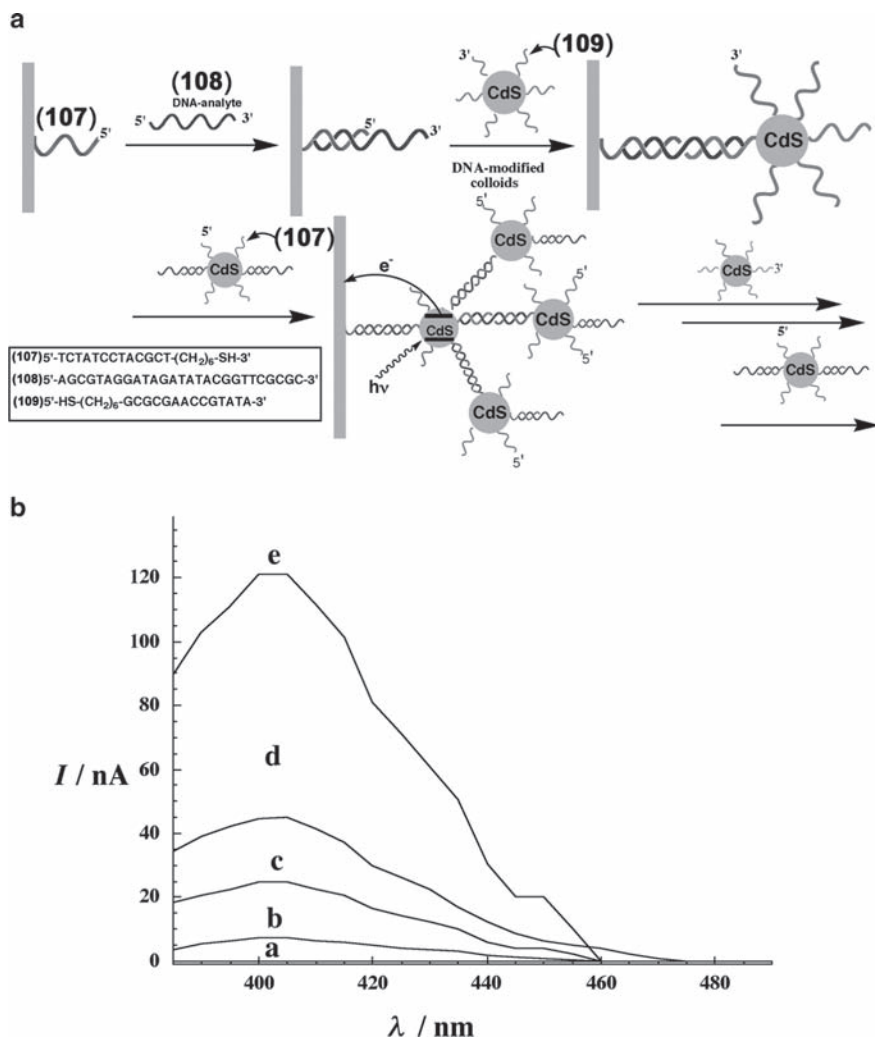 a
(107)
5'
(108)
DNA-analyte
5' 3'
5' 3'
3'
(109)
CdS
DNA-modified
colloids
3'
CdS
5'
(107)
CdS
e-
hν
CdS
5'
CdS
5'
CdS
5'
5'
CdS
5'
CdS
3'
5'
CdS
(107)5'-TCTATCCTACGCT-(CH2)6-SH-3'
(108)5'-AGCGTAGGATAGATATACGGTTCGCGC-3'
(109)5'-HS-(CH2)6-GCGCGAACCGTATA-3'
b
I / nA
120
100
80
60
40
20
0
e
d
c
b
a
400 420 440 460 480
λ / nm